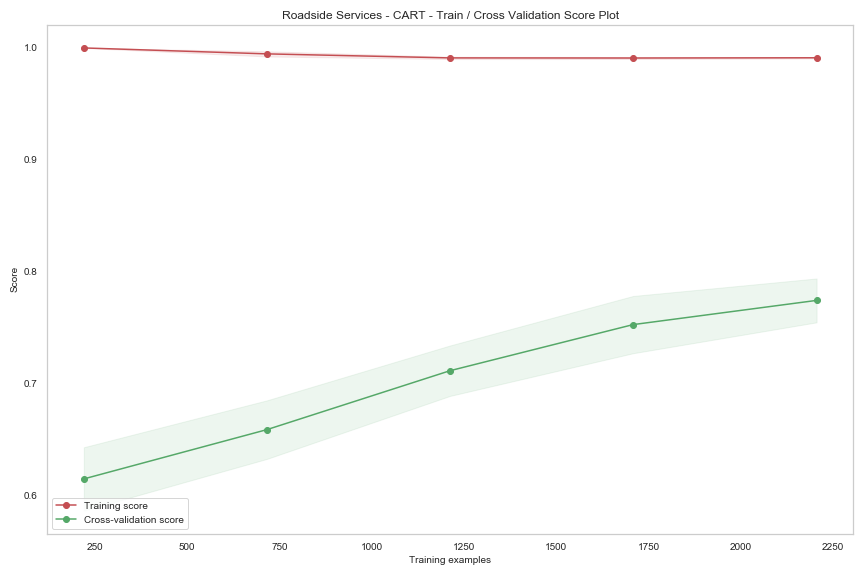 Roadside Services - CART - Train / Cross Validation Score Plot
1.0
0.9
0.8
0.7
0.6
Score
Training score
Cross-validation score
250 500 750 1000 1250 1500 1750 2000 2250
Training examples